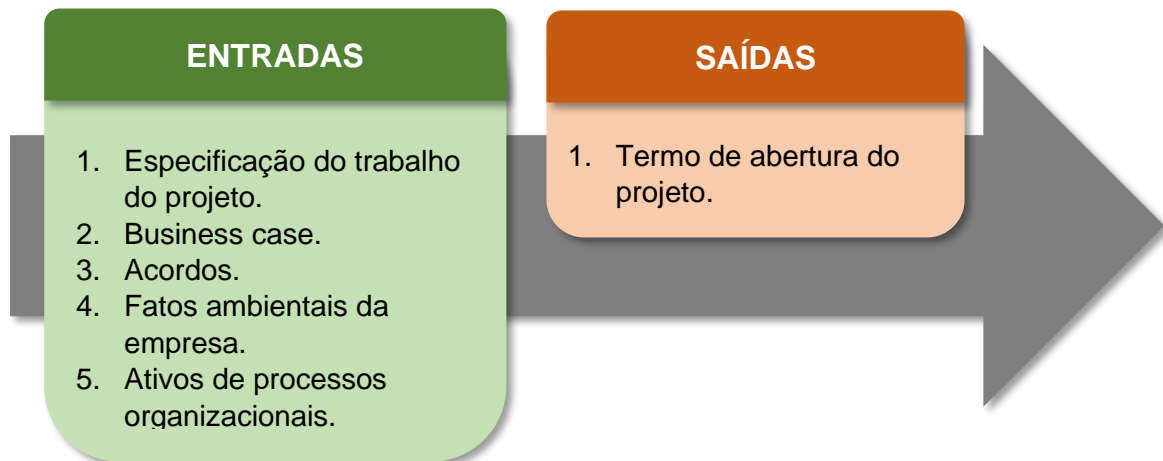 ENTRADAS
1. Especificação do trabalho
do projeto.
2. Business case.
3. Acordos.
4. Fatos ambientais da
empresa.
5. Ativos de processos
organizacionais.
SAÍDAS
1. Termo de abertura do
projeto.